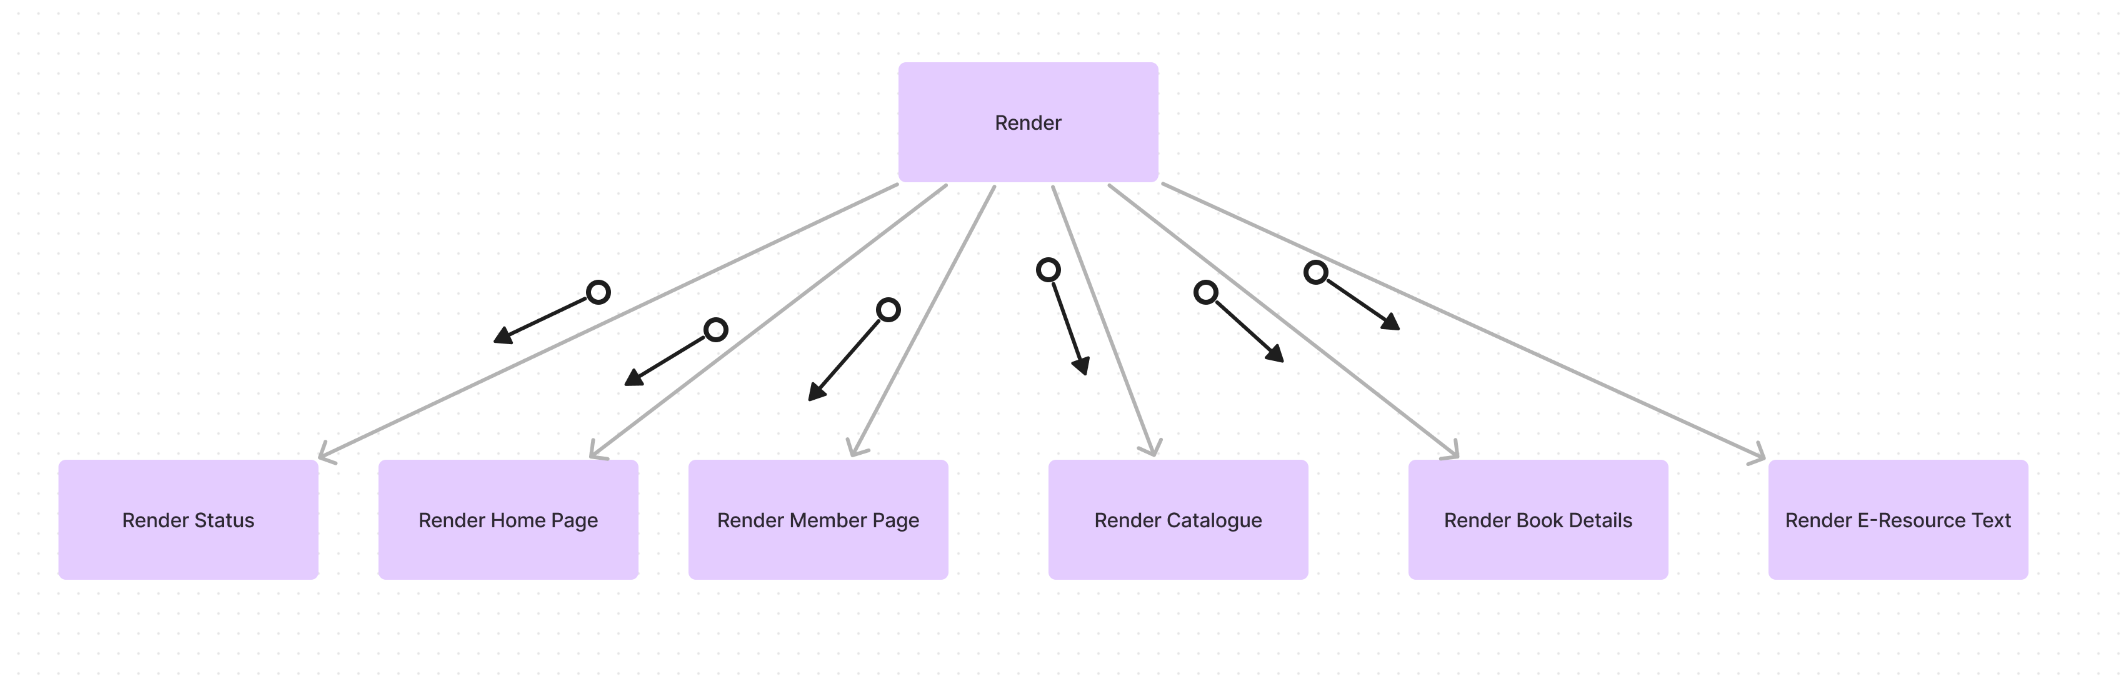 Render
Render Status
Render Home Page
Render Member Page
Render Catalogue
Render Book Details
Render E-Resource Text